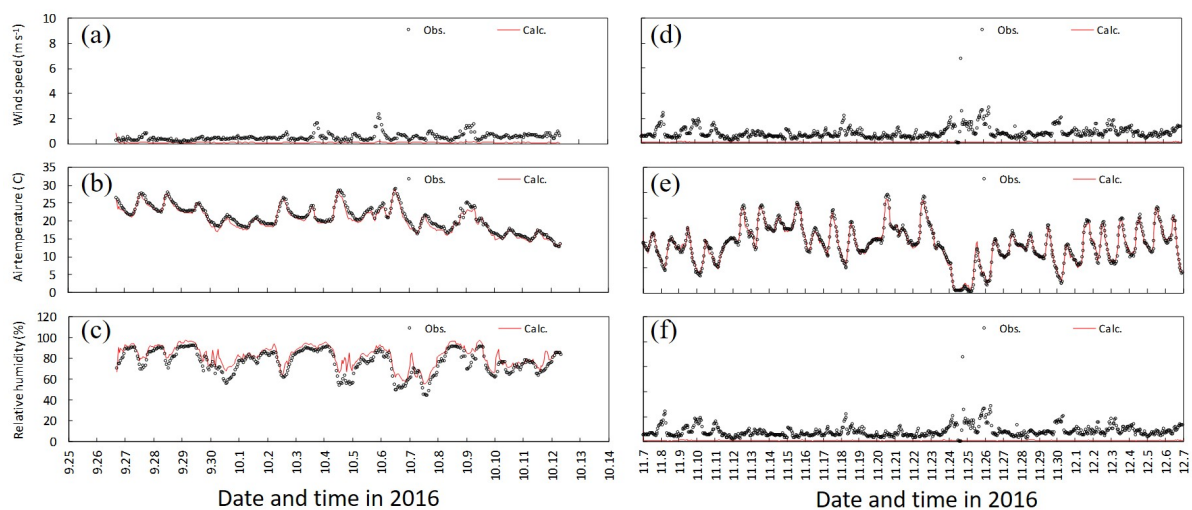 (a)
Obs. Calc.
Wind speed (m s-1)
10
8
6
4
2
0
(b)
Obs. Calc.
Air temperature (C)
35
30
25
20
15
10
5
0
(c)
Obs. Calc.
Relative humidity (%)
120
100
80
60
40
20
0
9.25 9.26 9.27 9.28 9.29 9.30 10.1 10.2 10.3 10.4 10.5 10.6 10.7 10.8 10.9 10.10 10.11 10.12 10.13 10.14
Date and time in 2016
(d)
Obs. Calc.
(e)
Obs. Calc.
(f)
Obs. Calc.
11.7 11.8 11.9 11.10 11.11 11.12 11.13 11.14 11.15 11.16 11.17 11.18 11.19 11.20 11.21 11.23 11.24 11.25 11.26 11.28 11.29 11.30 12.1 12.2 12.3 12.4 12.5 12.6 12.7
Date and time in 2016